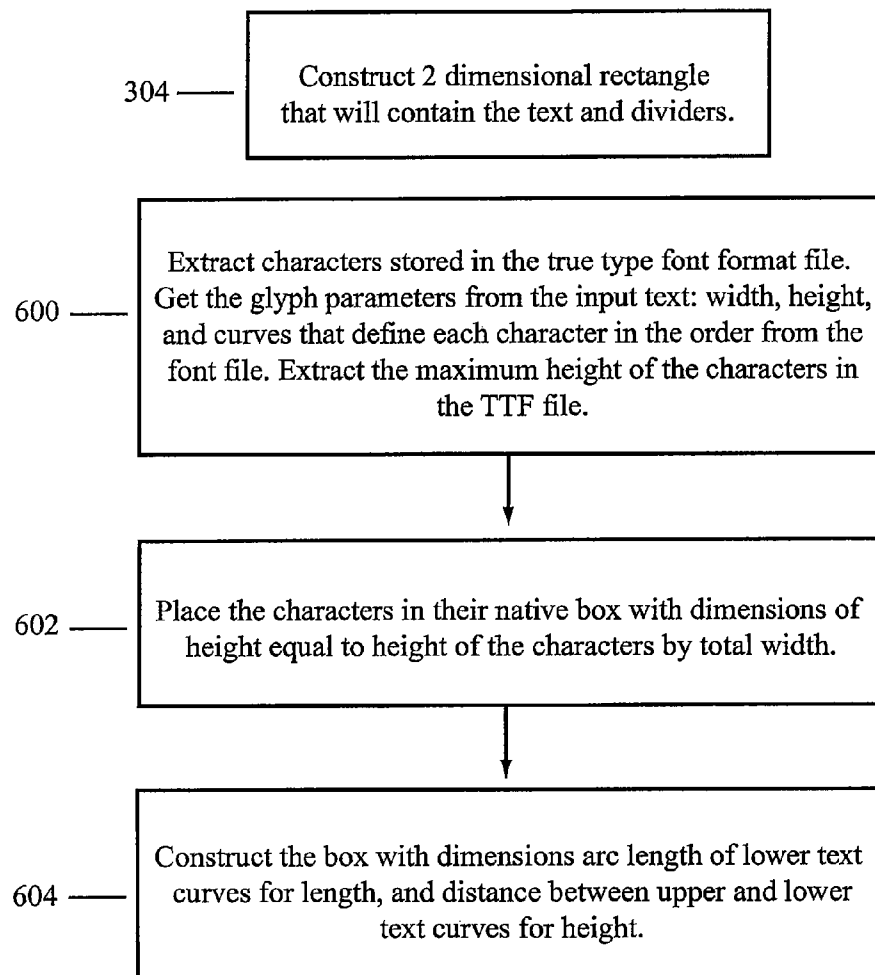 304
Construct 2 dimensional rectangle
that will contain the text and dividers.
600
Extract characters stored in the true type font format file.
Get the glyph parameters from the input text: width, height,
and curves that define each character in the order from the
font file. Extract the maximum height of the characters in
the TTF file.
602
Place the characters in their native box with dimensions of
height equal to height of the characters by total width.
604
Construct the box with dimensions arc length of lower text
curves for length, and distance between upper and lower
text curves for height.